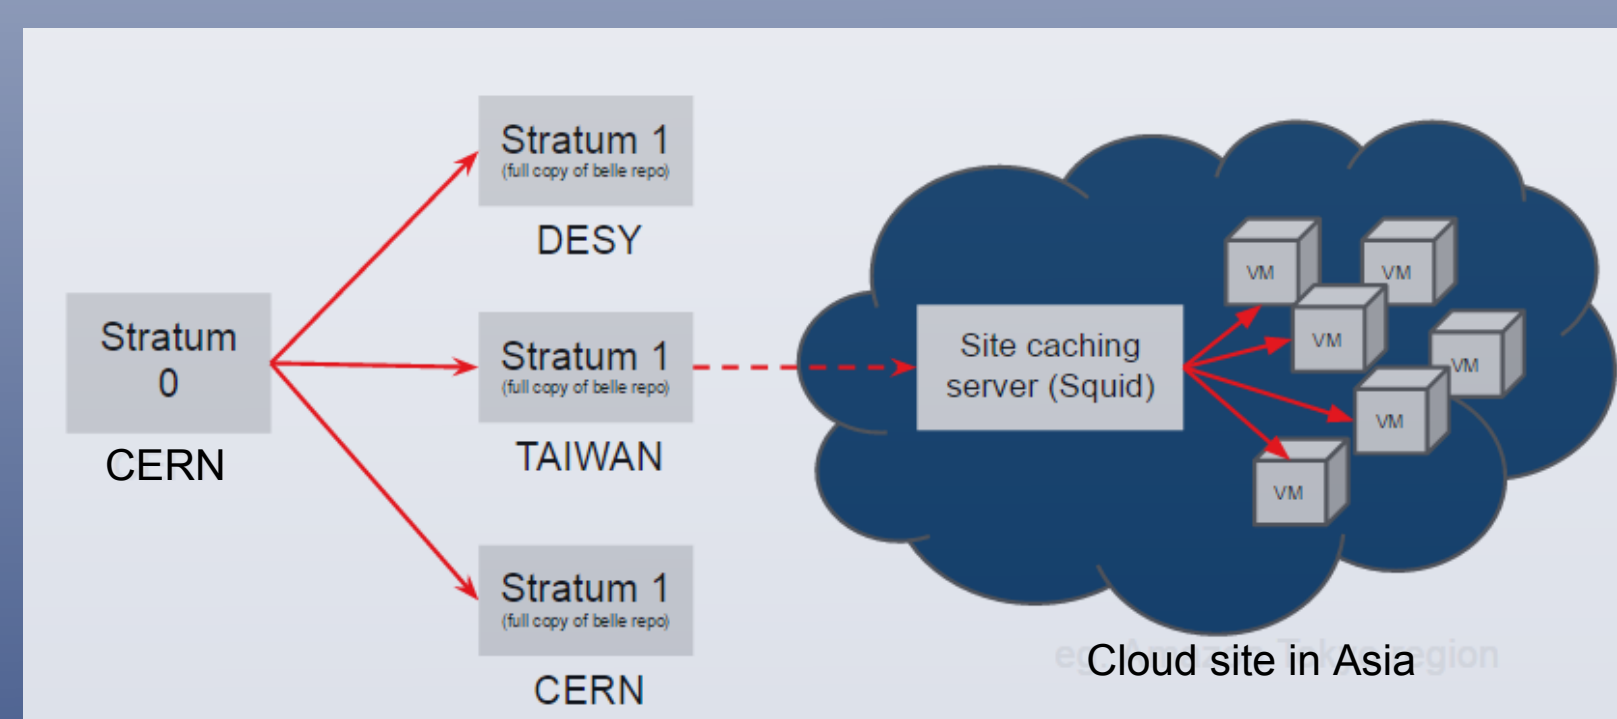 Stratum 1
(full copy of belle repo)
DESY
Stratum
0
CERN
Stratum 1
(full copy of belle repo)
TAIWAN
Stratum 1
(full copy of belle repo)
CERN
Site caching
server (Squid)
VM
VM
VM
VM
VM
VM
Cloud site in Asia